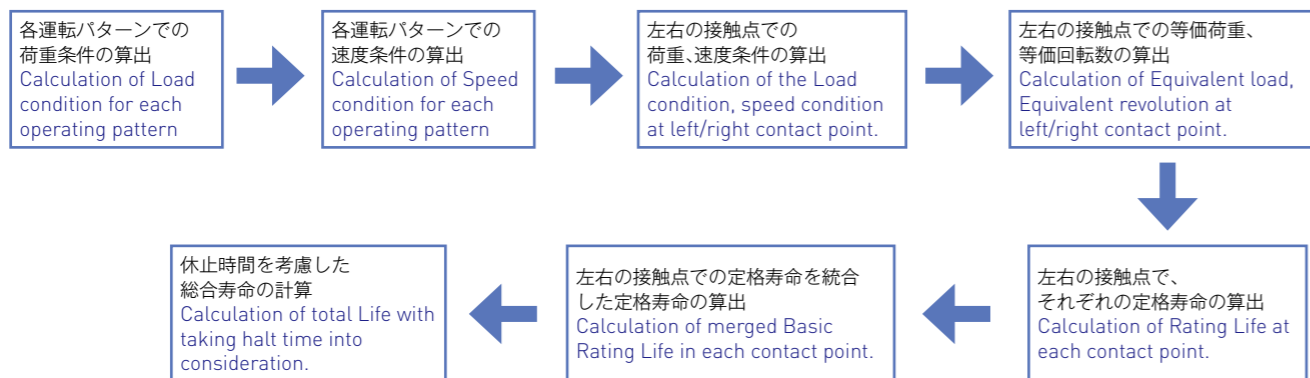 各運転パターンでの
荷重条件の算出
Calculation of Load
condition for each
operating pattern
各運転パターンでの
速度条件の算出
Calculation of Speed
condition for each
operating pattern
左右の接触点での
荷重、速度条件の算出
Calculation of the Load
condition, speed condition
at left/right contact point.
左右の接触点での等価荷重、
等価回転数の算出
Calculation of Equivalent load,
Equivalent revolution at
left/right contact point.
左右の接触点で、
それぞれの定格寿命の算出
Calculation of Rating Life at
each contact point.
左右の接触点での定格寿命を統合
した定格寿命の算出
Calculation of merged Basic
Rating Life in each contact point.
休止時間を考慮した
総合寿命の計算
Calculation of total Life with
taking halt time into
consideration.